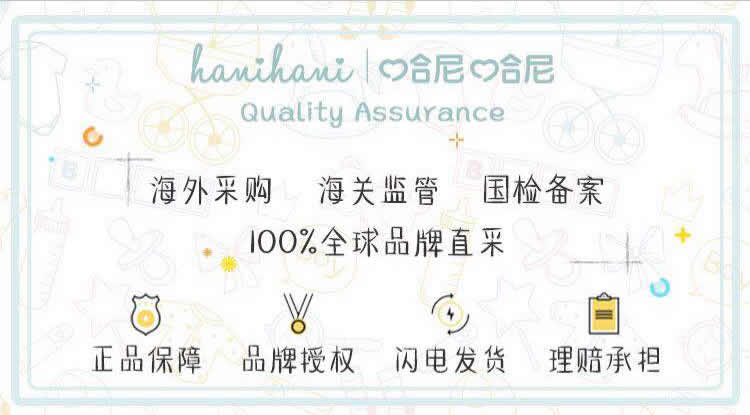 hanihani | 哈尼哈尼
Quality Assurance
海外采购 海关监管 国检备案
100%全球品牌直采
正品保障 品牌授权 闪电发货 理赔承担